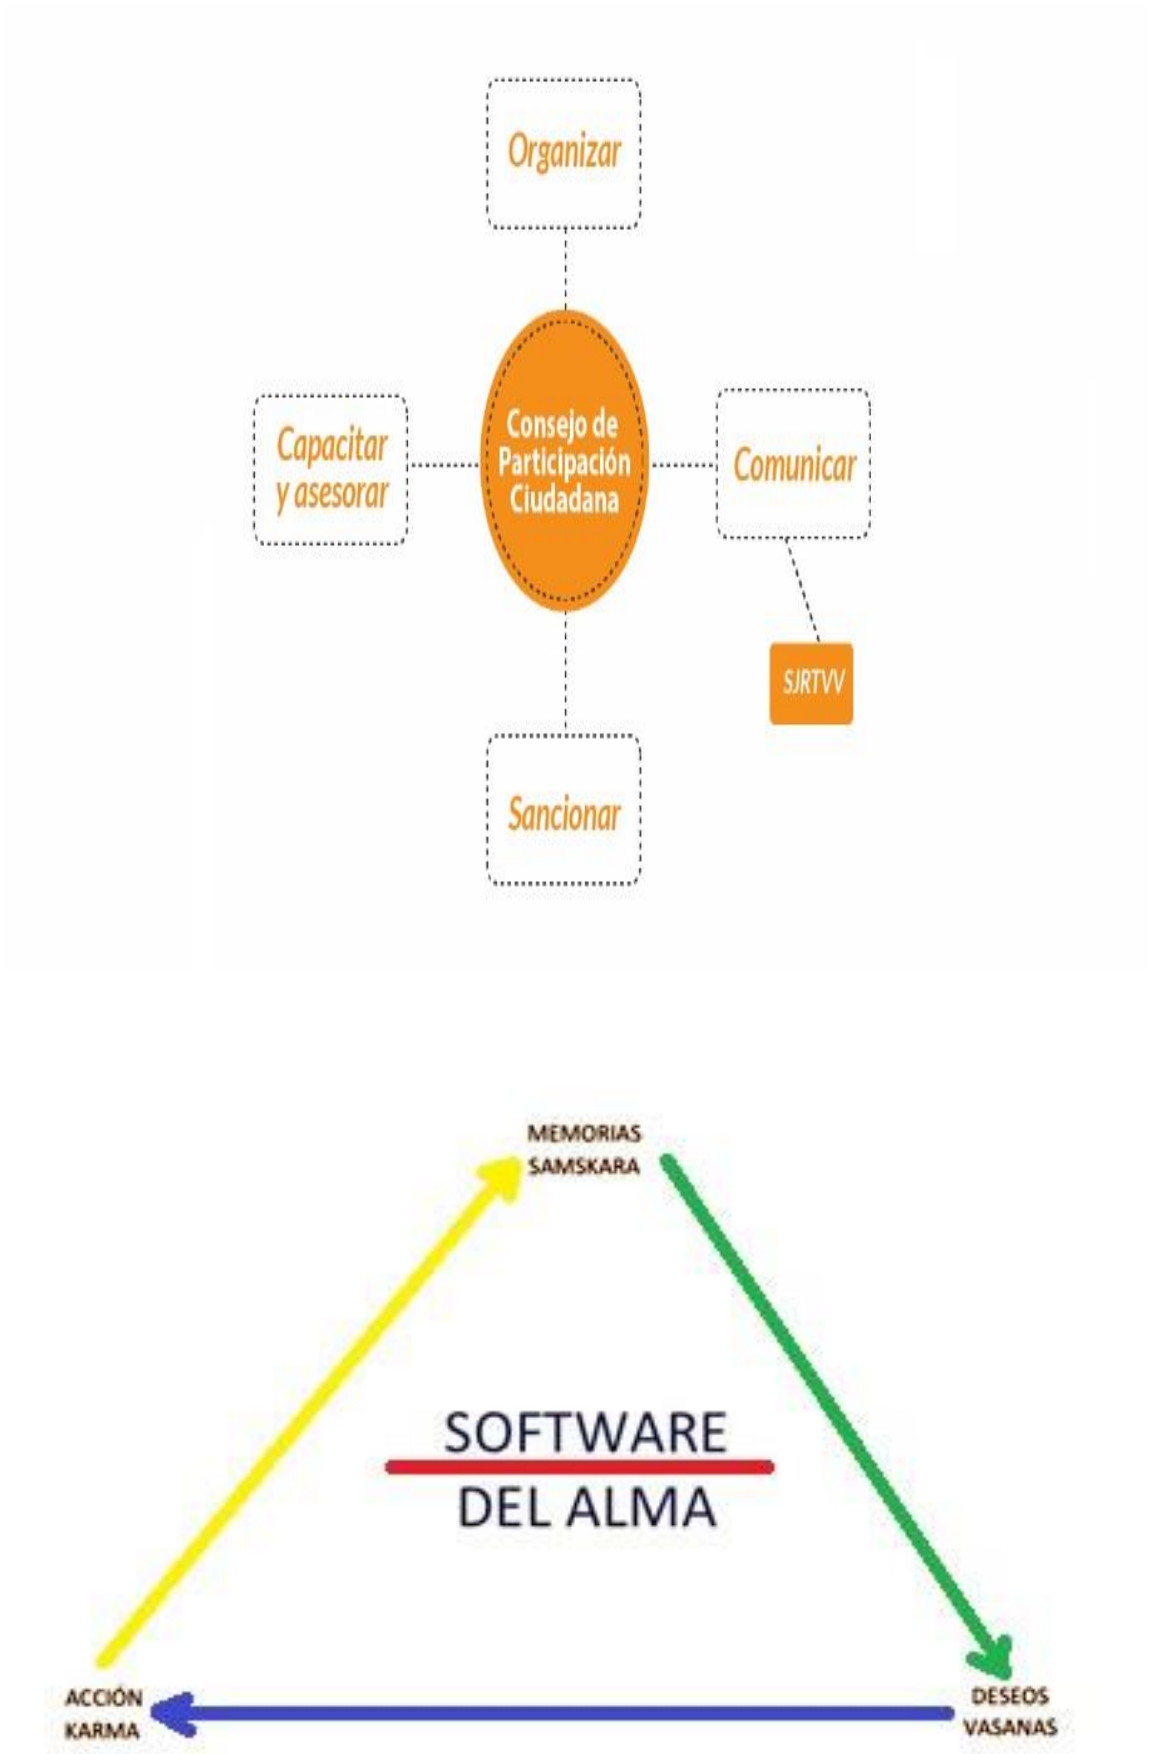 Organizar
Capacitar
y asesorar
Consejo de
Participación
Ciudadana
Comunicar
SJRTVV
Sancionar
MEMORIAS
SAMSKARA
SOFTWARE
DEL ALMA
ACCIÓN
KARMA
DESEOS
VASANAS